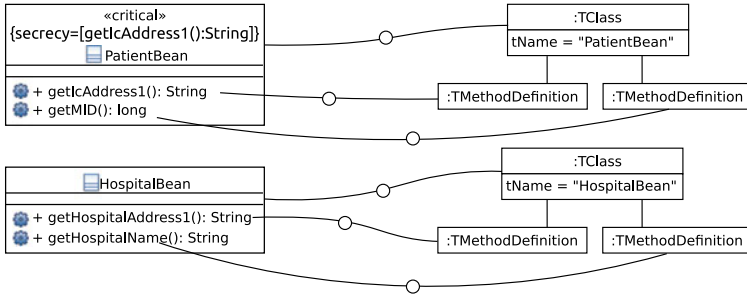 «critical»
{secrecy=[getIcAddress1():String]}
PatientBean
+ getIcAddress1(): String
+ getMID(): long
:TClass
tName = "PatientBean"
:TMethodDefinition
:TMethodDefinition
HospitalBean
+ getHospitalAddress1(): String
+ getHospitalName(): String
:TClass
tName = "HospitalBean"
:TMethodDefinition
:TMethodDefinition